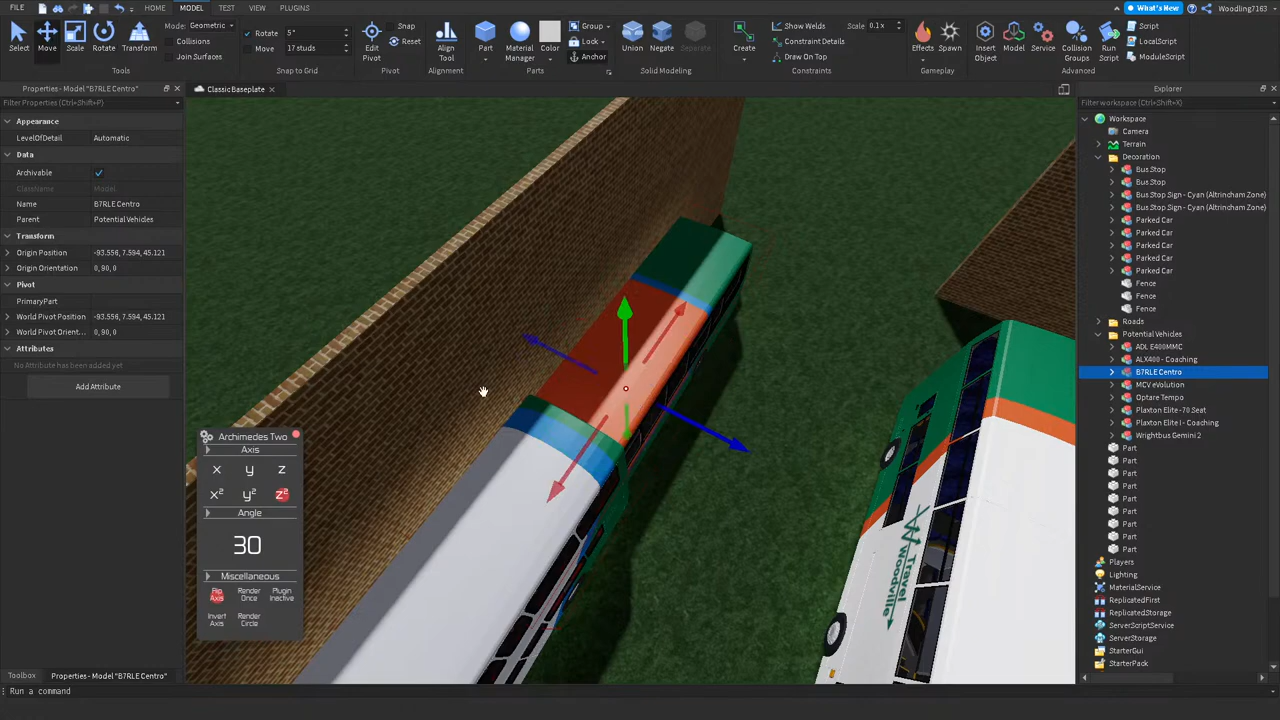 FILE HOME MODEL TEST VIEW PLUGINS What's New Woodling7163
Select Move Scale Rotate Transform Mode: Geometric Collisions Join Surfaces Tools
Rotate 5° Move 17 studs Snap to Grid
Edit Pivot Snap Reset Pivot
Align Tool Alignment
Part Material Manager Color Group Lock Anchor Parts
Union Negate Separate Solid Modeling
Create Show Welds Constraint Details Draw On Top Scale 0.1 x Constraints
Effects Spawn Gameplay
Insert Object Model Service Collision Groups Run Script Script LocalScript ModuleScript Advanced
Properties - Model "B7RLE Centro"
Filter Properties (Ctrl+Shift+P)
Appearance
LevelOfDetail Automatic
Data
Archivable
ClassName Model
Name B7RLE Centro
Parent Potential Vehicles
Transform
Origin Position -93.556, 7.594, 45.121
Origin Orientation 0, 90, 0
Pivot
PrimaryPart
World Pivot Position -93.556, 7.594, 45.121
World Pivot Orient... 0, 90, 0
Attributes
No Attribute has been added yet
Add Attribute
Toolbox Properties - Model "B7RLE Centro"
Run a command
Classic Baseplate
Archimedes Two
Axis
x y z
x² y² z²
Angle
30
Miscellaneous
Flip Axis Render Once Plugin Inactive
Invert Axis Render Circle
Travel Woodville
Explorer
Filter workspace (Ctrl+Shift+X)
Workspace
Camera
Terrain
Decoration
Bus Stop
Bus Stop
Bus Stop Sign - Cyan (Altrincham Zone)
Bus Stop Sign - Cyan (Altrincham Zone)
Parked Car
Parked Car
Parked Car
Parked Car
Parked Car
Fence
Fence
Fence
Roads
Potential Vehicles
ADL E400MMC
ALX400 - Coaching
B7RLE Centro
MCV eVolution
Optare Tempo
Plaxton Elite I -70 Seat
Plaxton Elite I - Coaching
Wrightbus Gemini 2
Part
Part
Part
Part
Part
Part
Part
Part
Part
Players
Lighting
MaterialService
ReplicatedFirst
ReplicatedStorage
ServerScriptService
ServerStorage
StarterGui
StarterPack